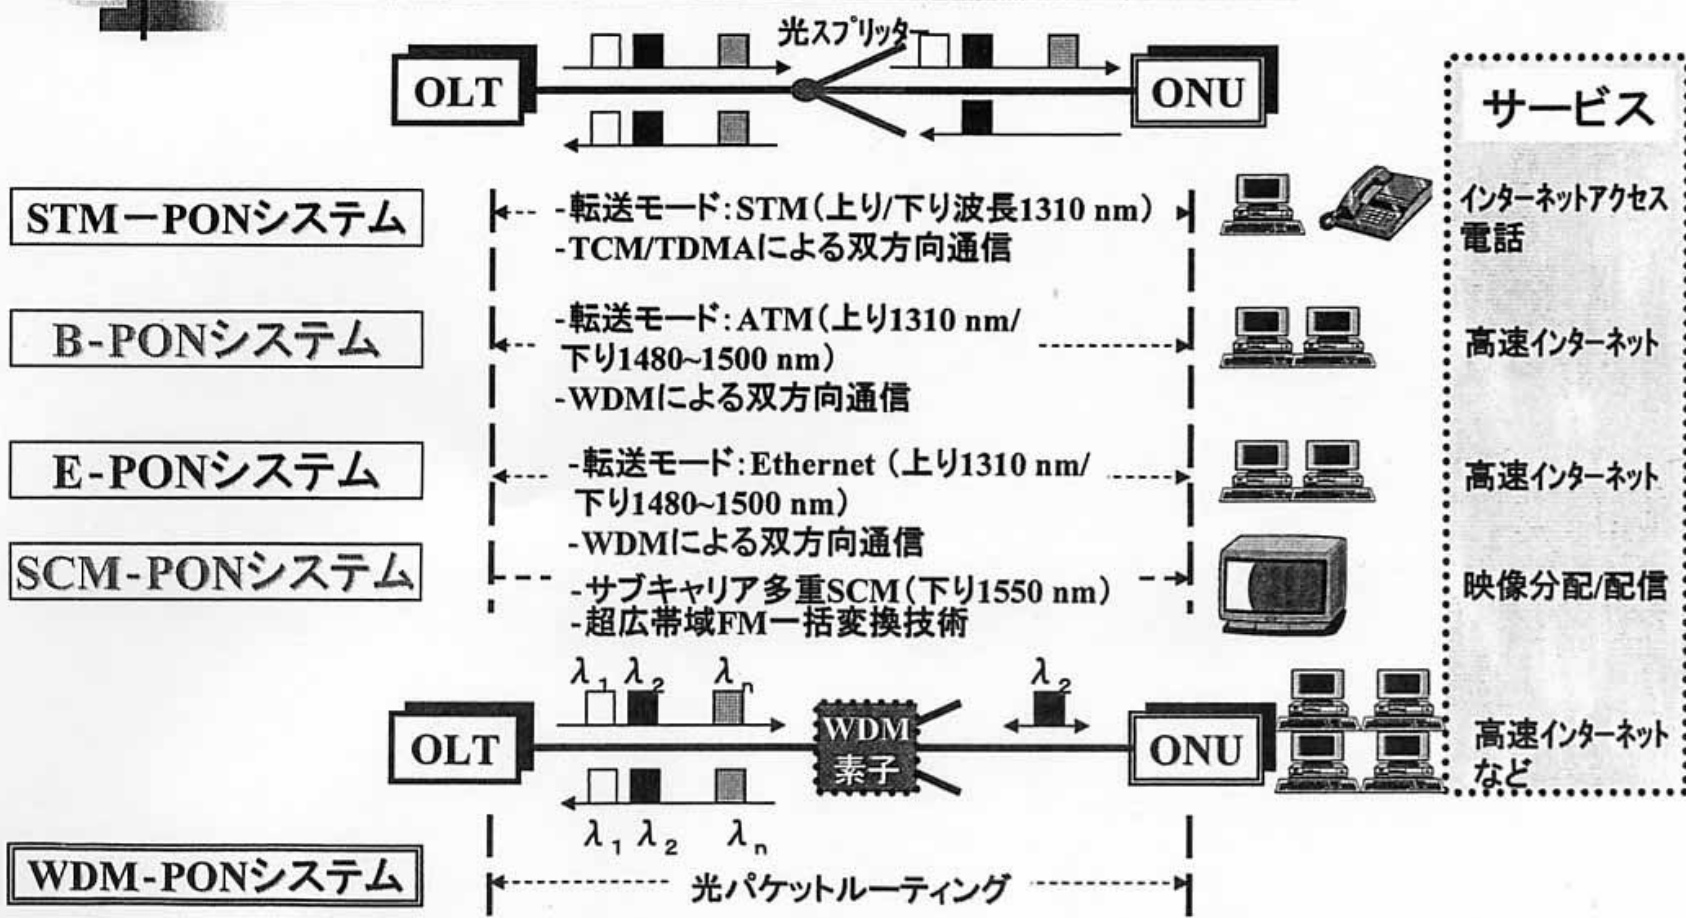 光スプリッター
OLT
ONU
サービス
STM-PONシステム
-転送モード:STM(上り/下り波長1310 nm)
-TCM/TDMAによる双方向通信
インターネットアクセス
電話
B-PONシステム
-転送モード:ATM(上り1310 nm/
下り1480~1500 nm)
-WDMによる双方向通信
高速インターネット
E-PONシステム
-転送モード:Ethernet (上り1310 nm/
下り1480~1500 nm)
-WDMによる双方向通信
高速インターネット
SCM-PONシステム
-サブキャリア多重SCM(下り1550 nm)
-超広帯域FM一括変換技術
映像分配/配信
λ1 λ2 λn
λ2
OLT
WDM
素子
ONU
高速インターネット
など
λ1 λ2 λn
WDM-PONシステム
光パケットルーティング